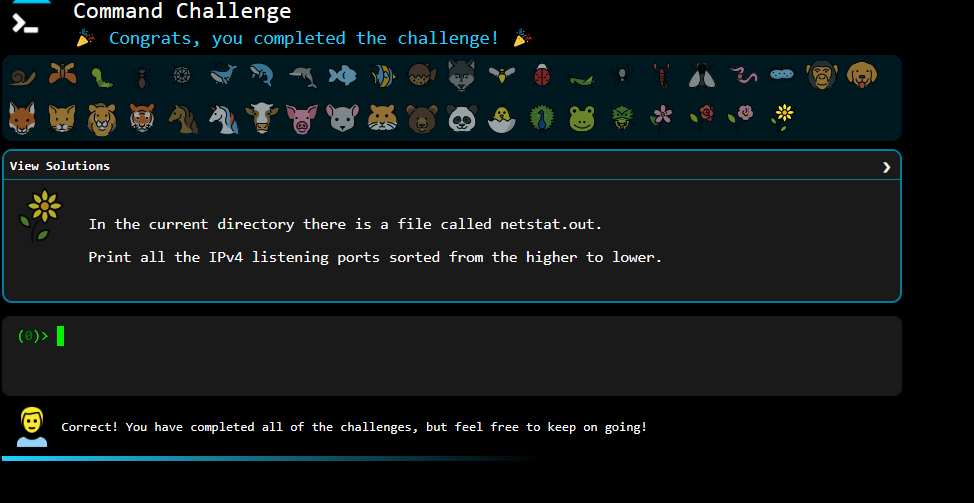 Command Challenge
🎉 Congrats, you completed the challenge! 🎉
View Solutions
In the current directory there is a file called netstat.out.
Print all the IPv4 listening ports sorted from the higher to lower.
(0)>
Correct! You have completed all of the challenges, but feel free to keep on going!